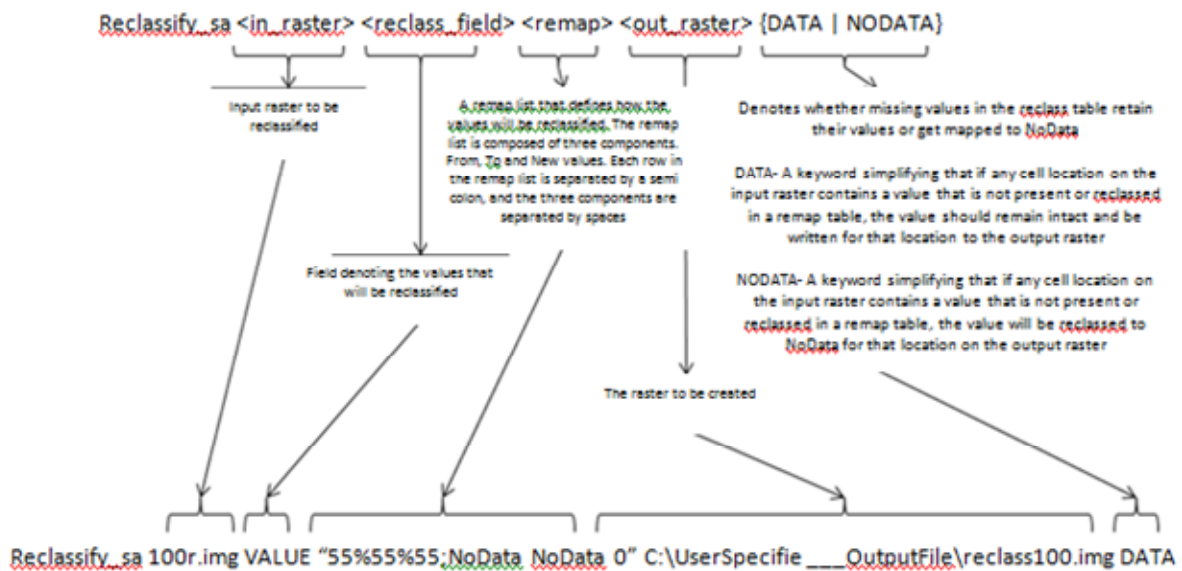 Reclassify_sa <in_raster> <reclass_field> <remap> <out_raster> {DATA | NODATA}
Input raster to be
reclassified
A remap list that defines how the
values will be reclassified. The remap
list is composed of three components.
From, To and New values. Each row in
the remap list is separated by a semi
colon, and the three components are
separated by spaces
Denotes whether missing values in the reclass table retain
their values or get mapped to NoData
DATA- A keyword simplifying that if any cell location on the
input raster contains a value that is not present or reclassed
in a remap table, the value should remain intact and be
written for that location to the output raster
Field denoting the values that
will be reclassified
NODATA- A keyword simplifying that if any cell location on
the input raster contains a value that is not present or
reclassed in a remap table, the value will be reclassed to
NoData for that location on the output raster
The raster to be created
Reclassify_sa 100r.img VALUE “55%55%55;NoData NoData 0” C:\UserSpecifie ___OutputFile\reclass100.img DATA